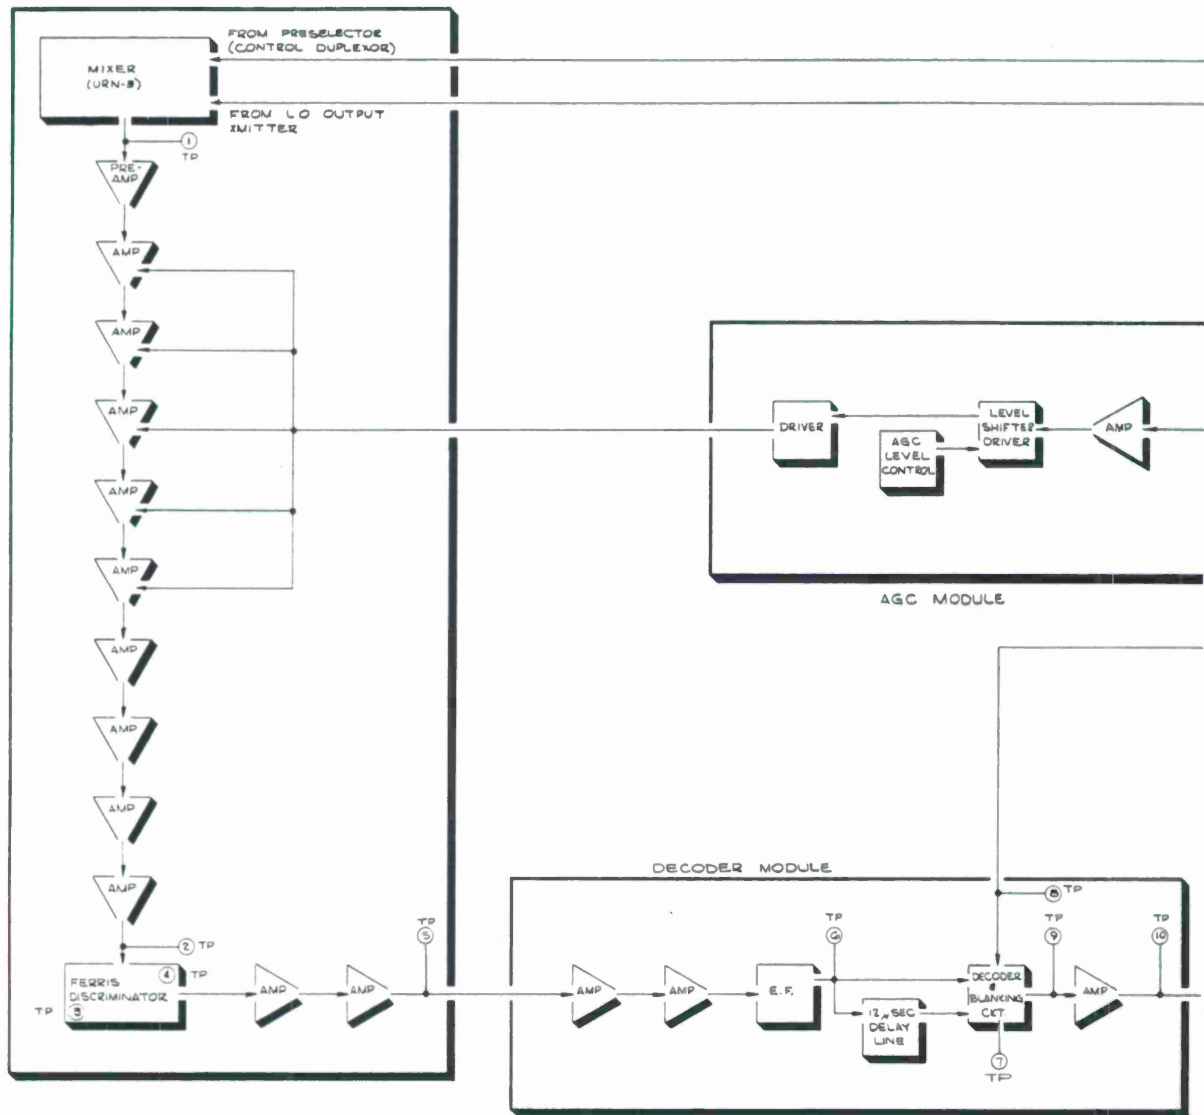 FROM PRESELECTOR
(CONTROL DUPLEXOR)
MIXER
(URN-3)
FROM LO OUTPUT
XMITTER
1
TP
PRE-
AMP
AMP
AMP
AMP
AMP
AMP
AMP
AMP
AMP
AMP
2 TP
FERRIS
DISCRIMINATOR
4 TP
TP 3
AMP
AMP
TP
5
DRIVER
AGC
LEVEL
CONTROL
LEVEL
SHIFTER
DRIVER
AMP
AGC MODULE
DECODER MODULE
AMP
AMP
E.F.
TP
6
12 μ SEC
DELAY
LINE
8 TP
DECODER
&
BLANKING
CKT.
7
TP
TP
9
AMP
TP
10